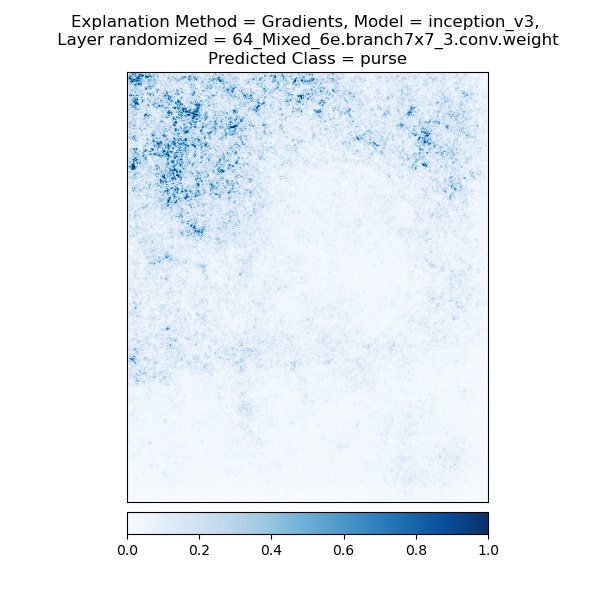 Explanation Method = Gradients, Model = inception_v3,
Layer randomized = 64_Mixed_6e.branch7x7_3.conv.weight
Predicted Class = purse
0.0 0.2 0.4 0.6 0.8 1.0